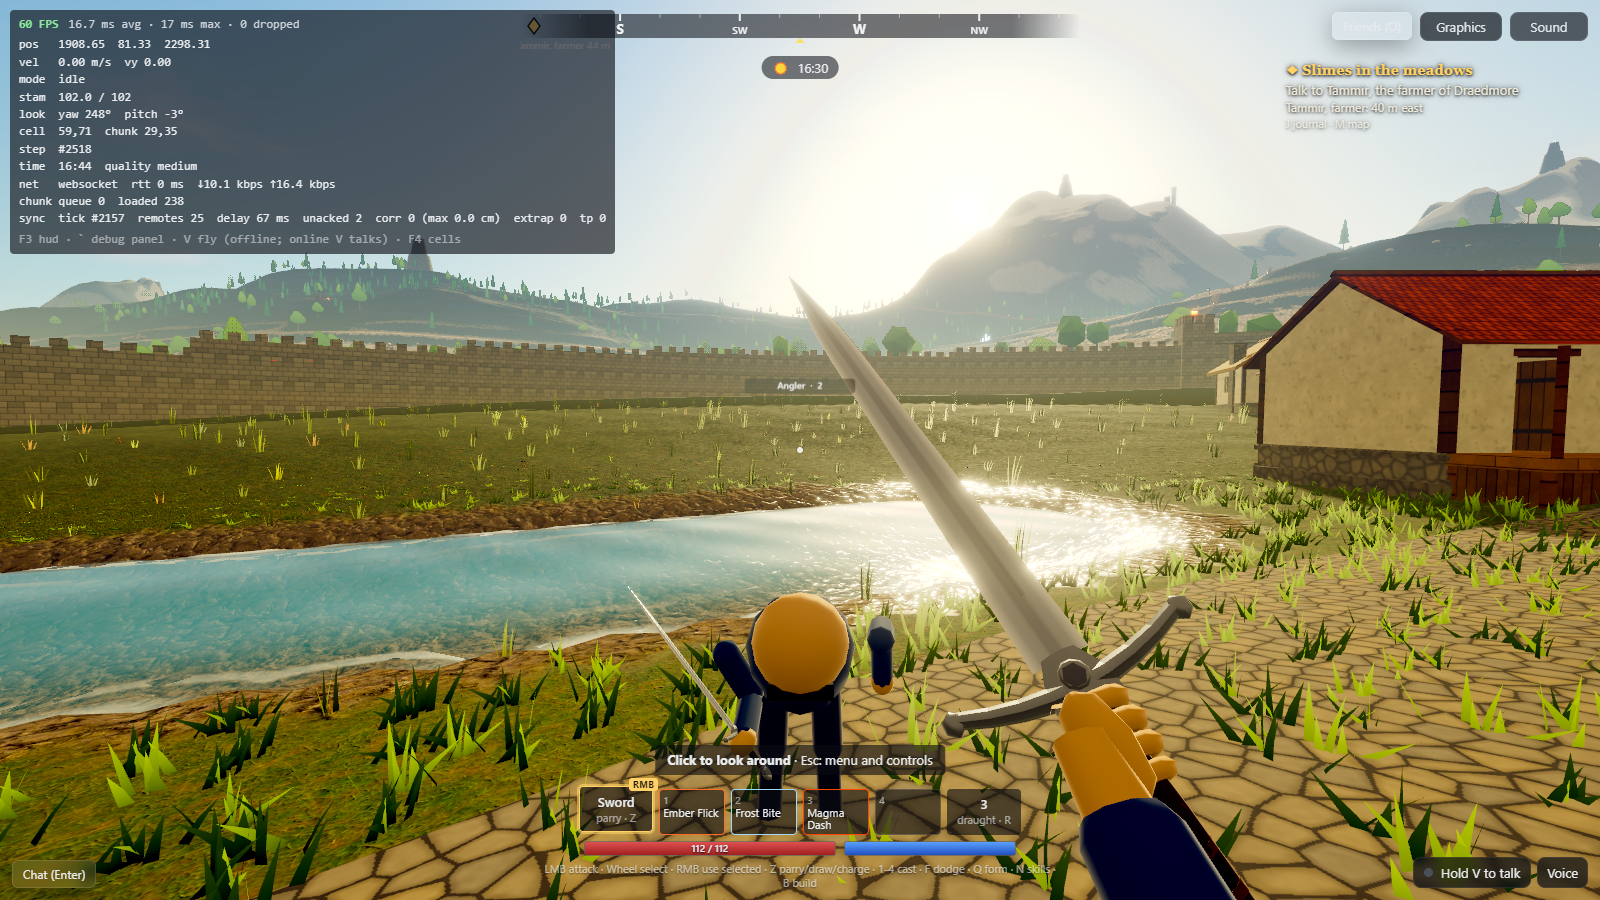 60 FPS 16.7 ms avg · 17 ms max · 0 dropped
pos 1908.65 81.33 2298.31
vel 0.00 m/s vy 0.00
mode idle
stam 102.0 / 102
look yaw 248° pitch -3°
cell 59,71 chunk 29,35
step #2518
time 16:44 quality medium
net websocket rtt 0 ms ↓10.1 kbps ↑16.4 kbps
chunk queue 0 loaded 238
sync tick #2157 remotes 25 delay 67 ms unacked 2 corr 0 (max 0.0 cm) extrap 0 tp 0
F3 hud · ` debug panel · V fly (offline; online V talks) · F4 cells
S SW W NW
Tammir, farmer 44 m
16:30
Friends (O) Graphics Sound
Slimes in the meadows
Talk to Tammir, the farmer of Draedmore
Tammir, farmer: 40 m east
J journal · M map
Angler · 2
Click to look around · Esc: menu and controls
RMB
Sword
parry · Z
1
Ember Flick
2
Frost Bite
3
Magma Dash
4
3
draught · R
112 / 112
LMB attack · Wheel select · RMB use selected · Z parry/draw/charge · 1-4 cast · F dodge · Q form · N skills ·
B build
Chat (Enter)
Hold V to talk
Voice